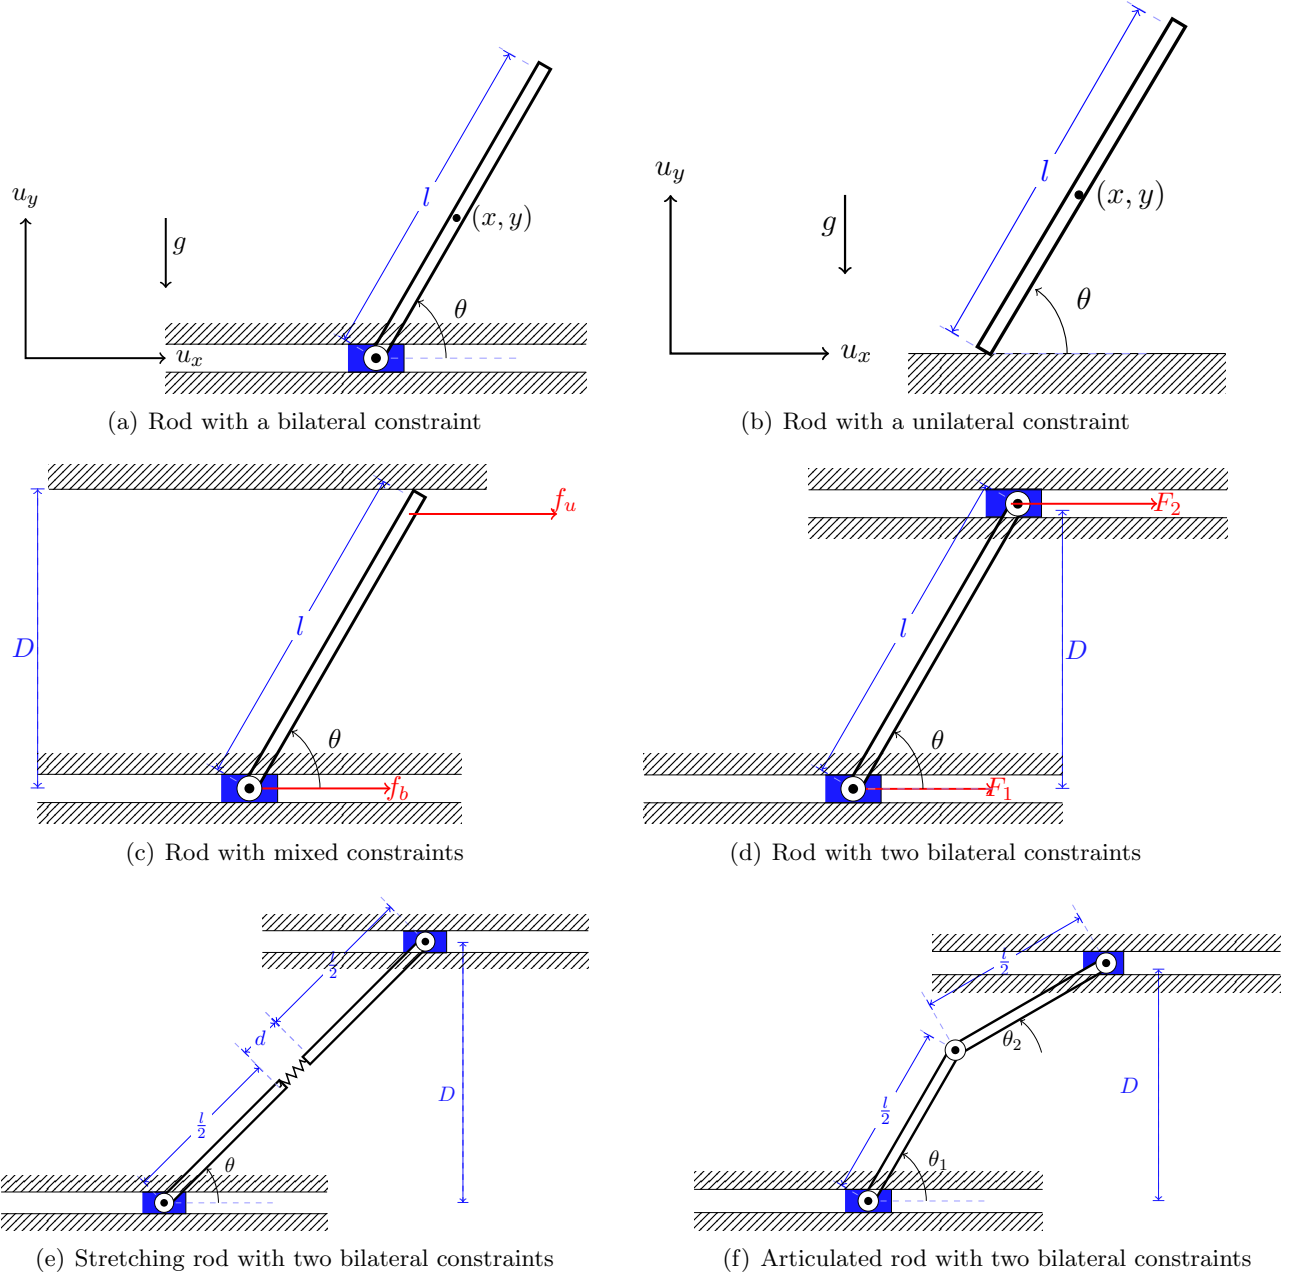 u_y
g
l
(x, y)
θ
u_x
(a) Rod with a bilateral constraint
u_y
g
l
(x, y)
θ
u_x
(b) Rod with a unilateral constraint
f_u
l
D
θ
f_b
(c) Rod with mixed constraints
F_2
l
D
θ
F_1
(d) Rod with two bilateral constraints
l/2
d
D
l/2
θ
(e) Stretching rod with two bilateral constraints
l/2
θ_2
D
l/2
θ_1
(f) Articulated rod with two bilateral constraints